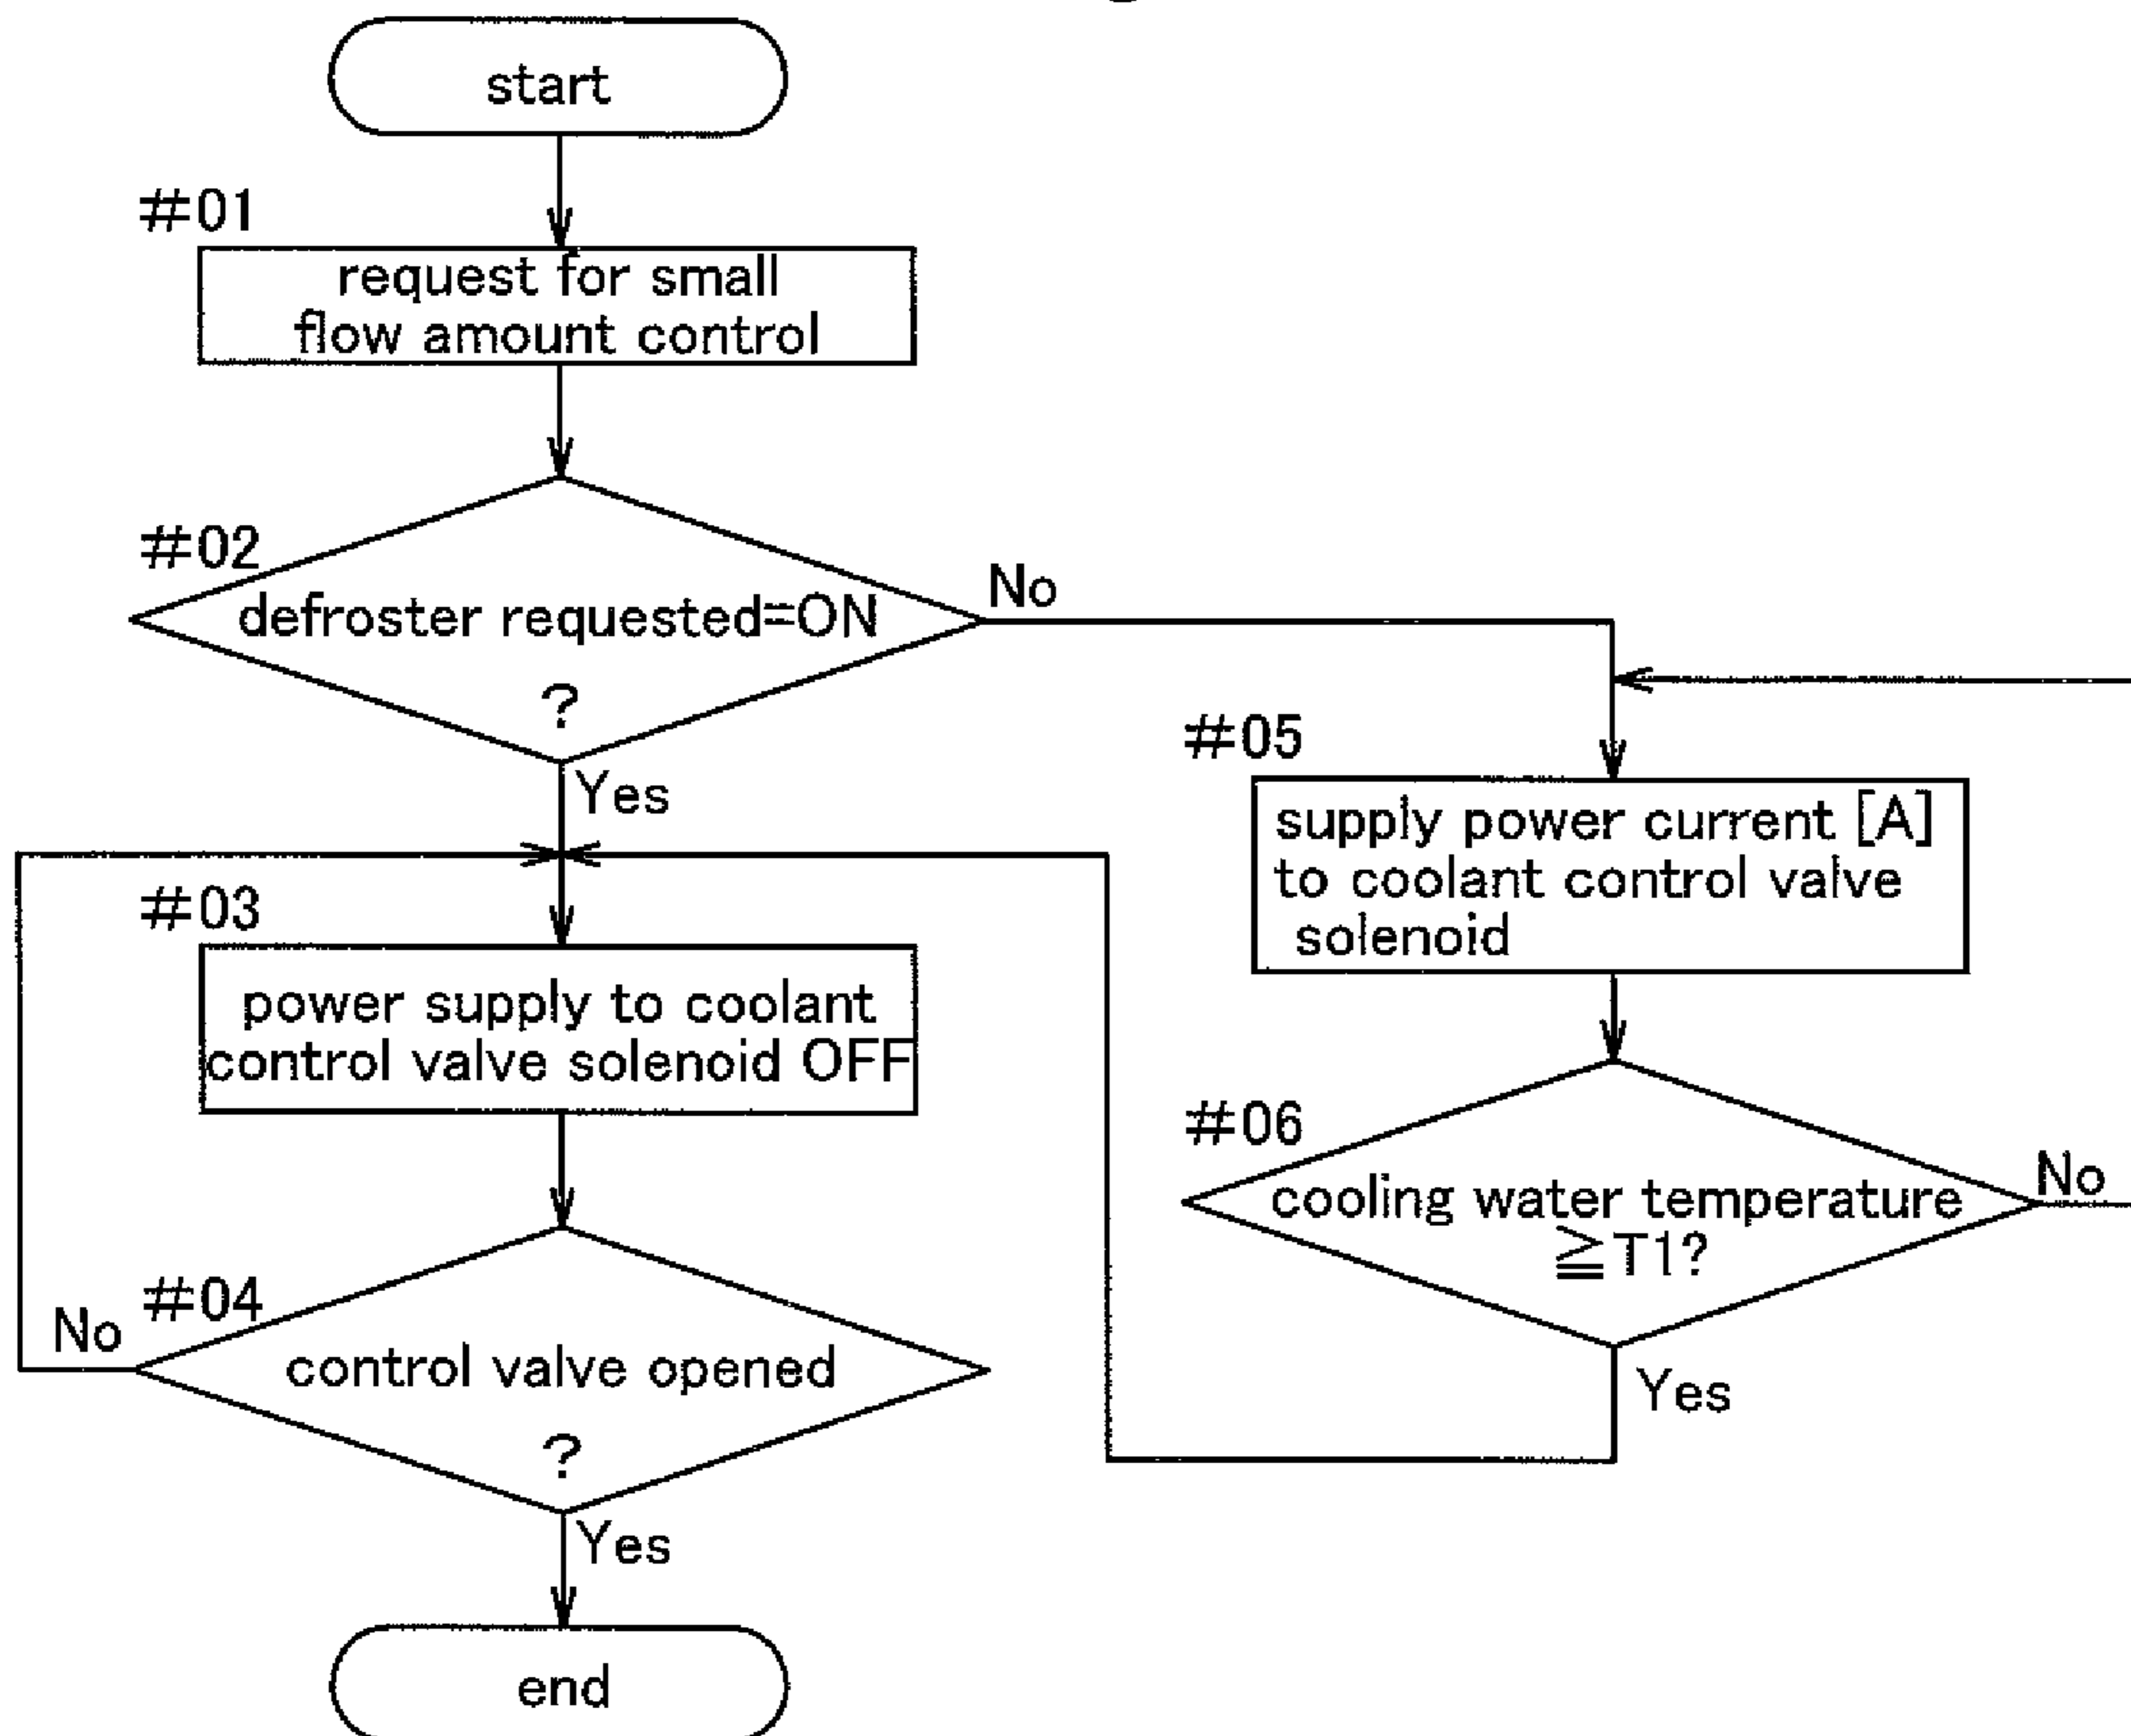 start
#01
request for small
flow amount control
#02
defroster requested=ON
?
No
Yes
#03
power supply to coolant
control valve solenoid OFF
#04
control valve opened
?
No
Yes
end
#05
supply power current [A]
to coolant control valve
solenoid
#06
cooling water temperature
≧T1?
No
Yes